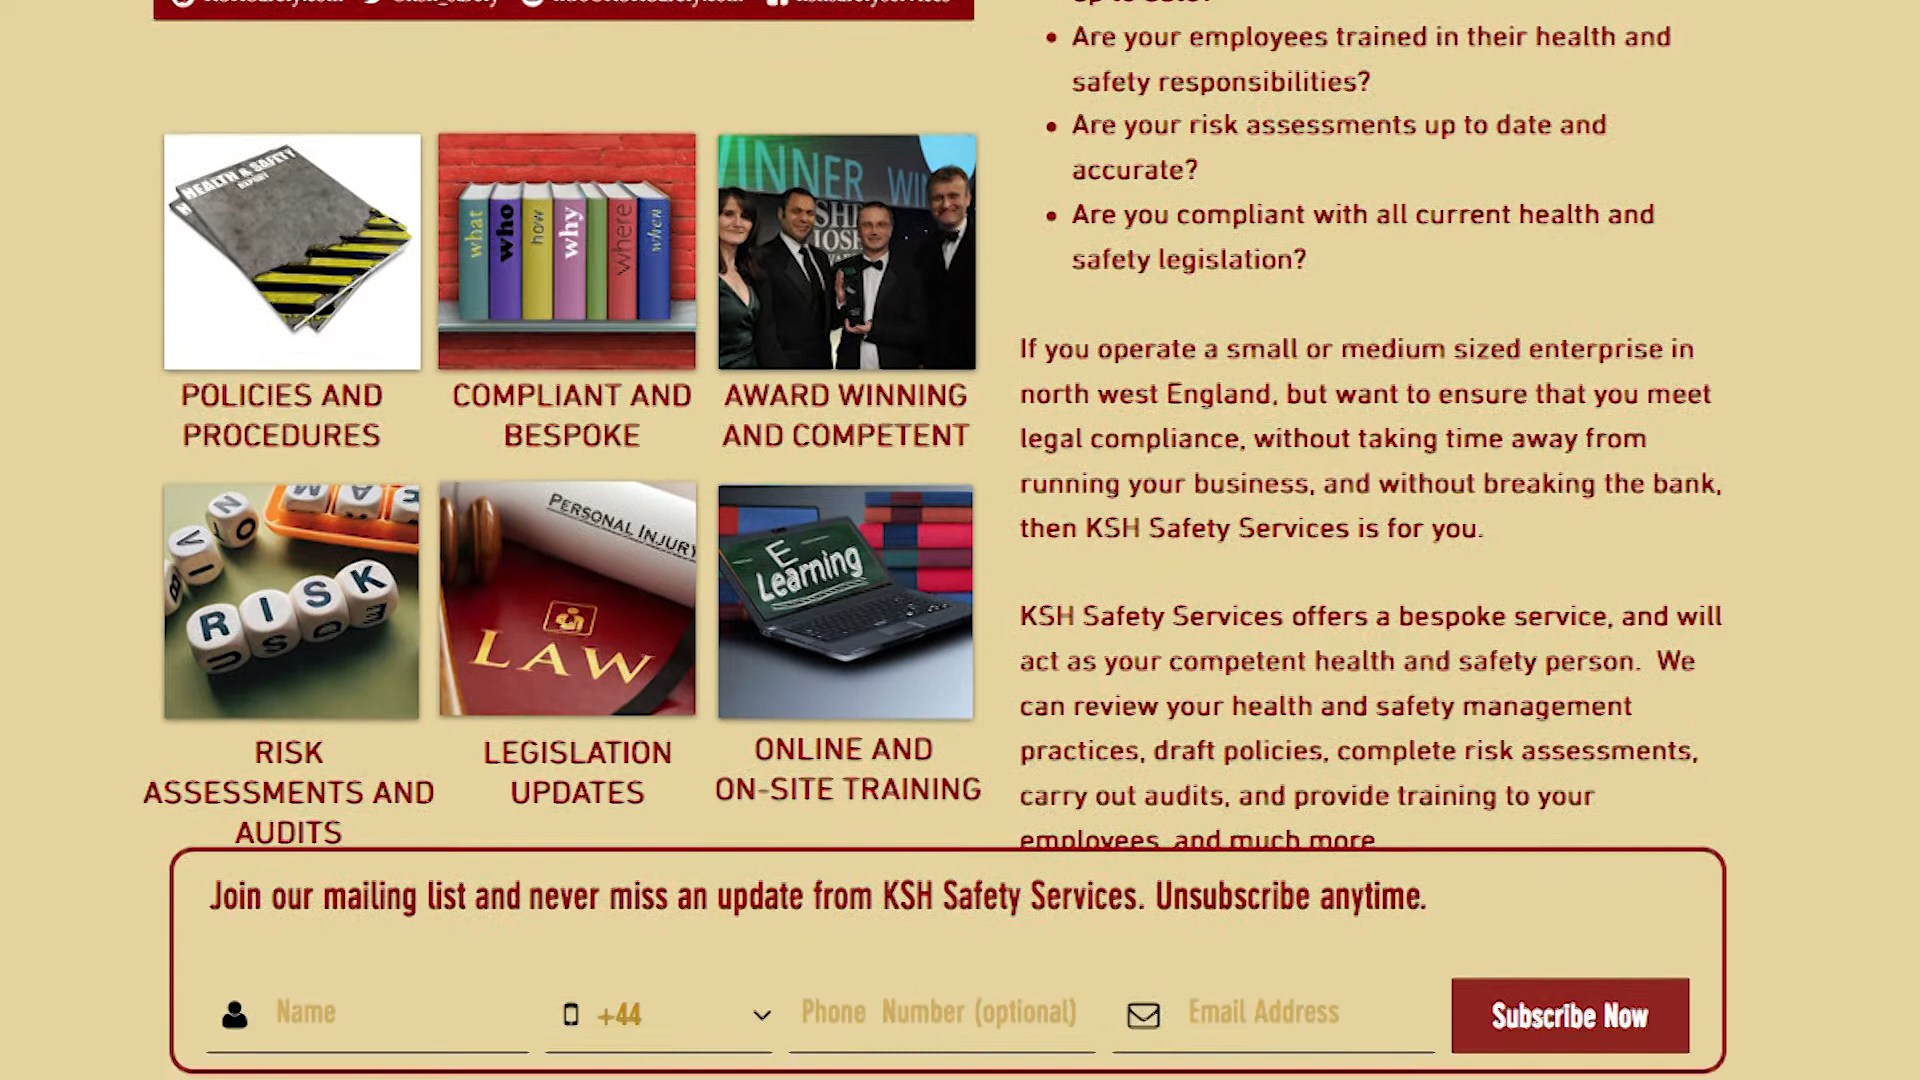 Are your employees trained in their health and
safety responsibilities?
Are your risk assessments up to date and
accurate?
Are you compliant with all current health and
safety legislation?
HEALTH & SAFETY
REPORT
what
who
how
why
where
when
WINNER
POLICIES AND
PROCEDURES
COMPLIANT AND
BESPOKE
AWARD WINNING
AND COMPETENT
If you operate a small or medium sized enterprise in
north west England, but want to ensure that you meet
legal compliance, without taking time away from
running your business, and without breaking the bank,
then KSH Safety Services is for you.
RISK
PERSONAL INJURY
LAW
E
Learning
RISK
ASSESSMENTS AND
AUDITS
LEGISLATION
UPDATES
ONLINE AND
ON-SITE TRAINING
KSH Safety Services offers a bespoke service, and will
act as your competent health and safety person. We
can review your health and safety management
practices, draft policies, complete risk assessments,
carry out audits, and provide training to your
employees, and much more
Join our mailing list and never miss an update from KSH Safety Services. Unsubscribe anytime.
Name
+44
Phone Number (optional)
Email Address
Subscribe Now